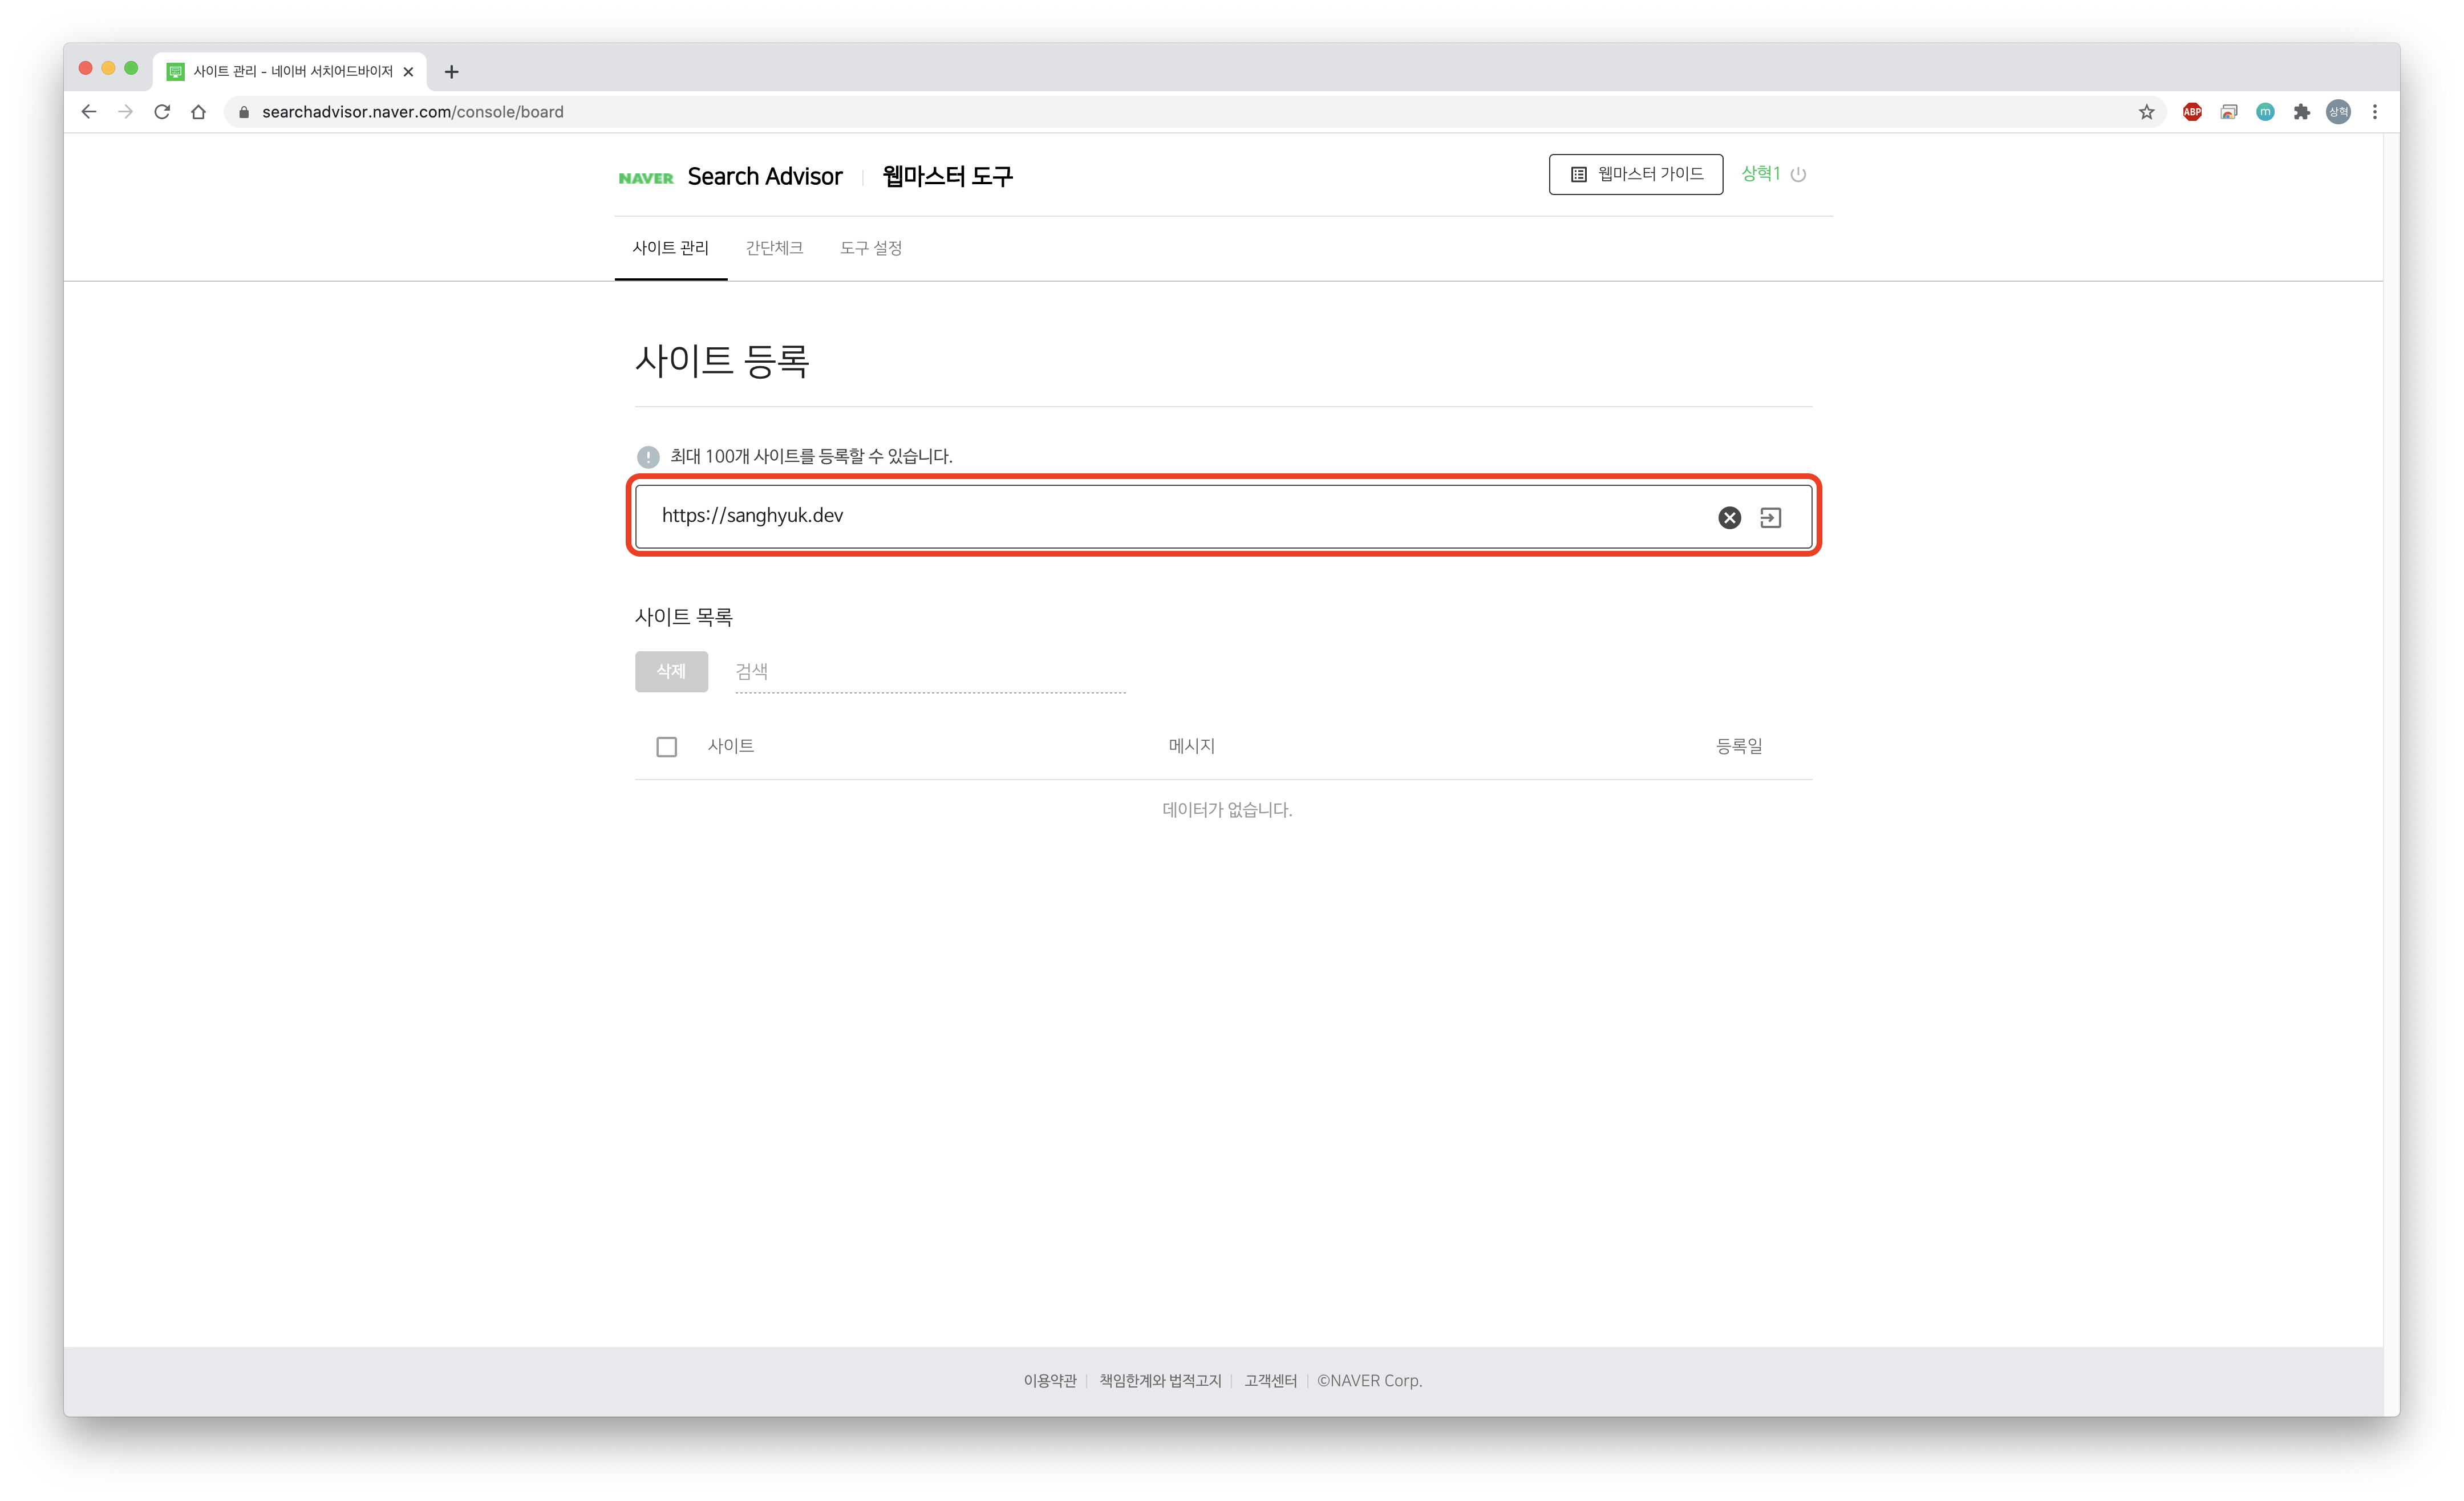 사이트 관리 - 네이버 서치어드바이저
searchadvisor.naver.com/console/board
ABP
m
상혁
NAVER Search Advisor 웹마스터 도구
웹마스터 가이드
상혁1
사이트 관리 간단체크 도구 설정
사이트 등록
최대 100개 사이트를 등록할 수 있습니다.
https://sanghyuk.dev
사이트 목록
삭제 검색
사이트 메시지 등록일
데이터가 없습니다.
이용약관 책임한계와 법적고지 고객센터 ©NAVER Corp.